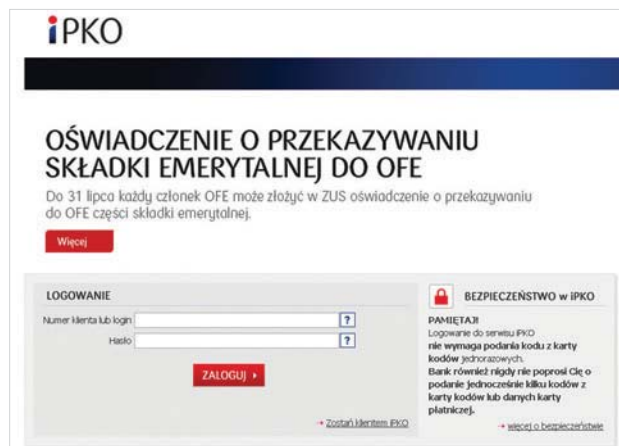 iPKO
OŚWIADCZENIE O PRZEKAZYWANIU
SKŁADKI EMERYTALNEJ DO OFE
Do 31 lipca każdy członek OFE może złożyć w ZUS oświadczenie o przekazywaniu
do OFE części składki emerytalnej.
Więcej
LOGOWANIE
Numer klienta lub login
?
Hasło
?
ZALOGUJ
Zostań klientem iPKO
BEZPIECZEŃSTWO w iPKO
PAMIĘTAJ!
Logowanie do serwisu iPKO
nie wymaga podania kodu z karty
kodów jednorazowych.
Bank również nigdy nie poprosi Cię o
podanie jednocześnie kilku kodów z
karty kodów lub danych karty
płatniczej.
więcej o bezpieczeństwie